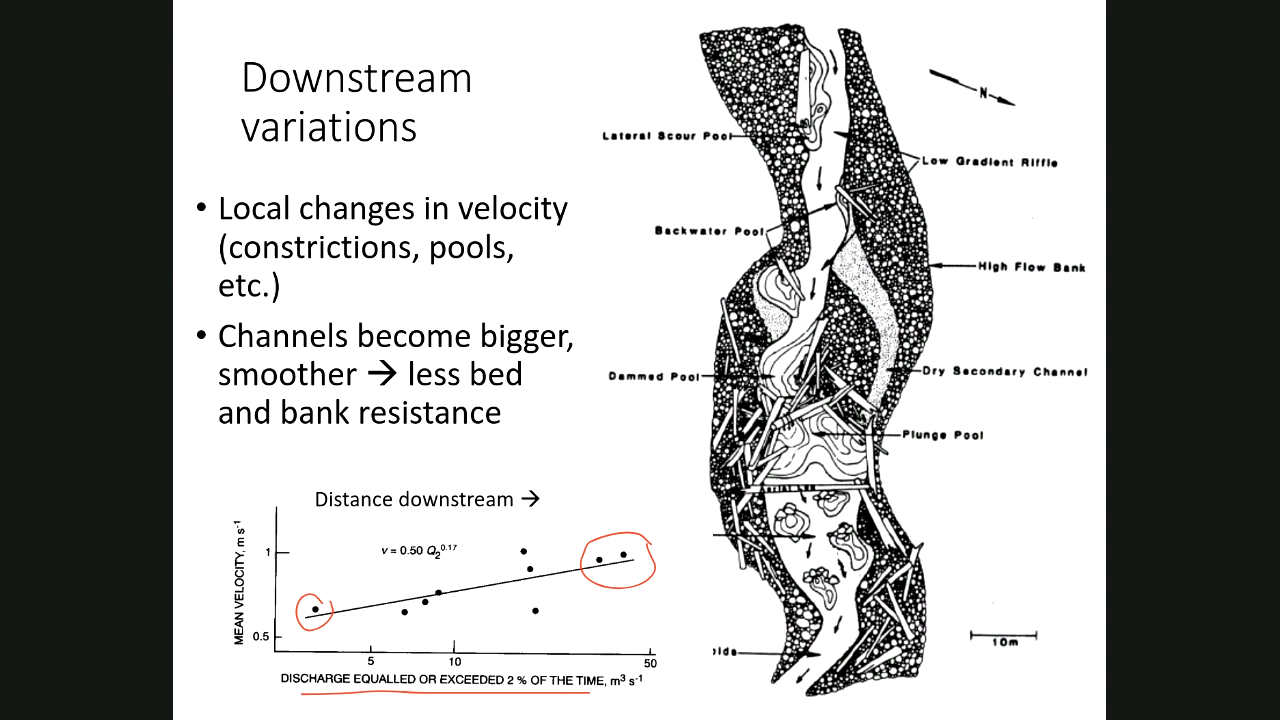 Downstream
variations
• Local changes in velocity
(constrictions, pools,
etc.)
• Channels become bigger,
smoother → less bed
and bank resistance
Distance downstream →
MEAN VELOCITY, m s-1
1
0.5
v = 0.50 Q2 0.17
5
10
50
DISCHARGE EQUALLED OR EXCEEDED 2 % OF THE TIME, m3 s-1
N
Lateral Scour Pool
Low Gradient Riffle
Backwater Pool
High Flow Bank
Dammed Pool
Dry Secondary Channel
Plunge Pool
10m